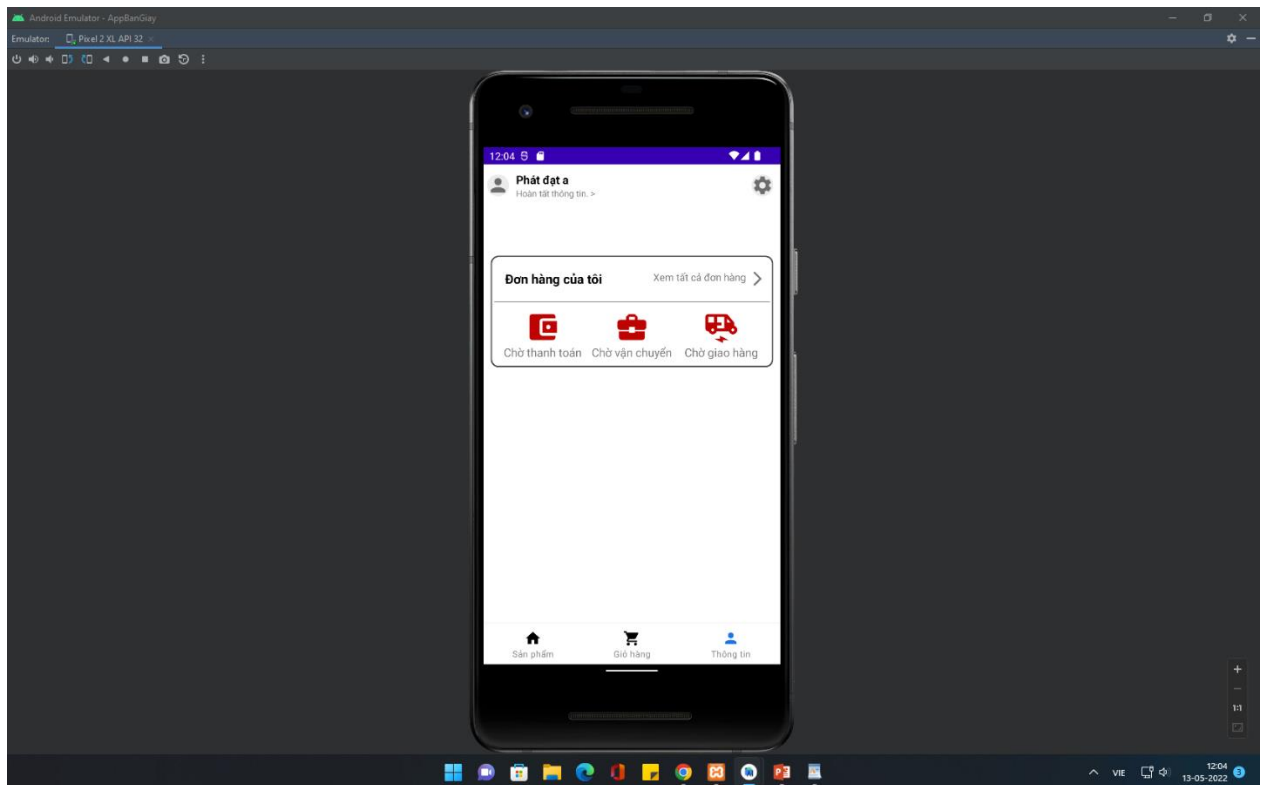 Android Emulator - AppBanGiay
Emulator: Pixel 2 XL API 32
12:04
Phát đạt a
Hoàn tất thông tin. >
Đơn hàng của tôi Xem tất cả đơn hàng
Chờ thanh toán Chờ vận chuyển Chờ giao hàng
Sản phẩm Giỏ hàng Thông tin
1:1
VIE 12:04 3
13-05-2022